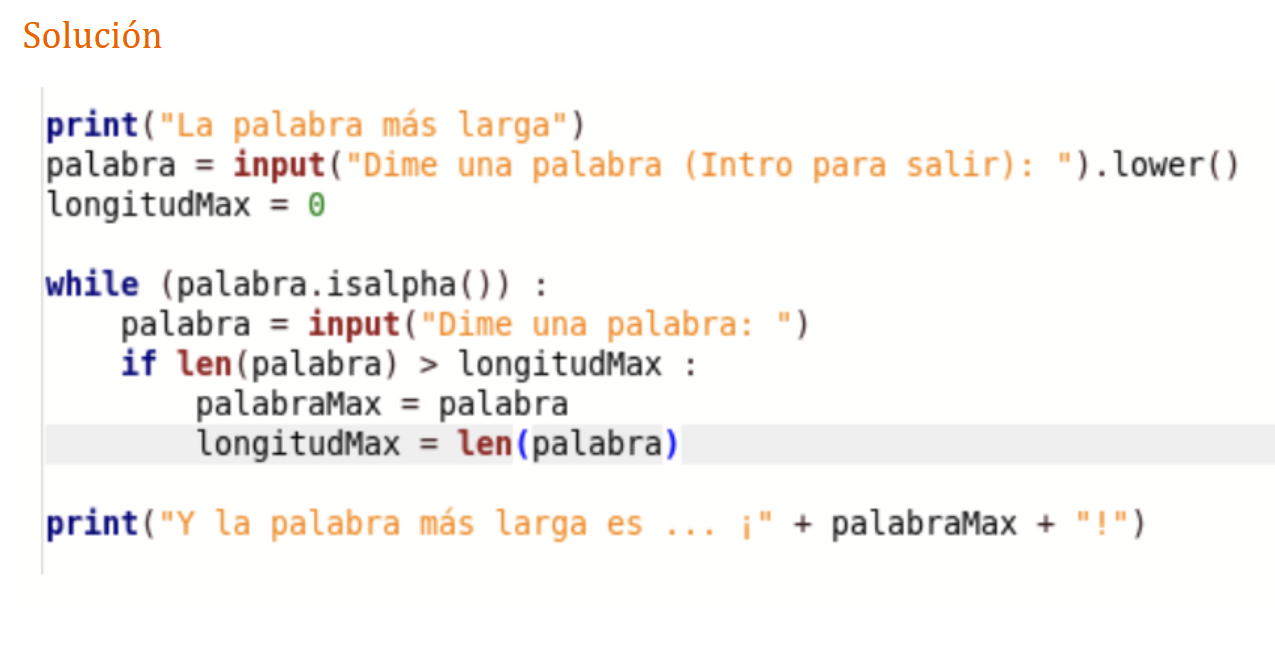 Solución
print("La palabra más larga")
palabra = input("Dime una palabra (Intro para salir): ").lower()
longitudMax = 0
while (palabra.isalpha()) :
    palabra = input("Dime una palabra: ")
    if len(palabra) > longitudMax :
        palabraMax = palabra
        longitudMax = len(palabra)
print("Y la palabra más larga es ... ¡" + palabraMax + "!")